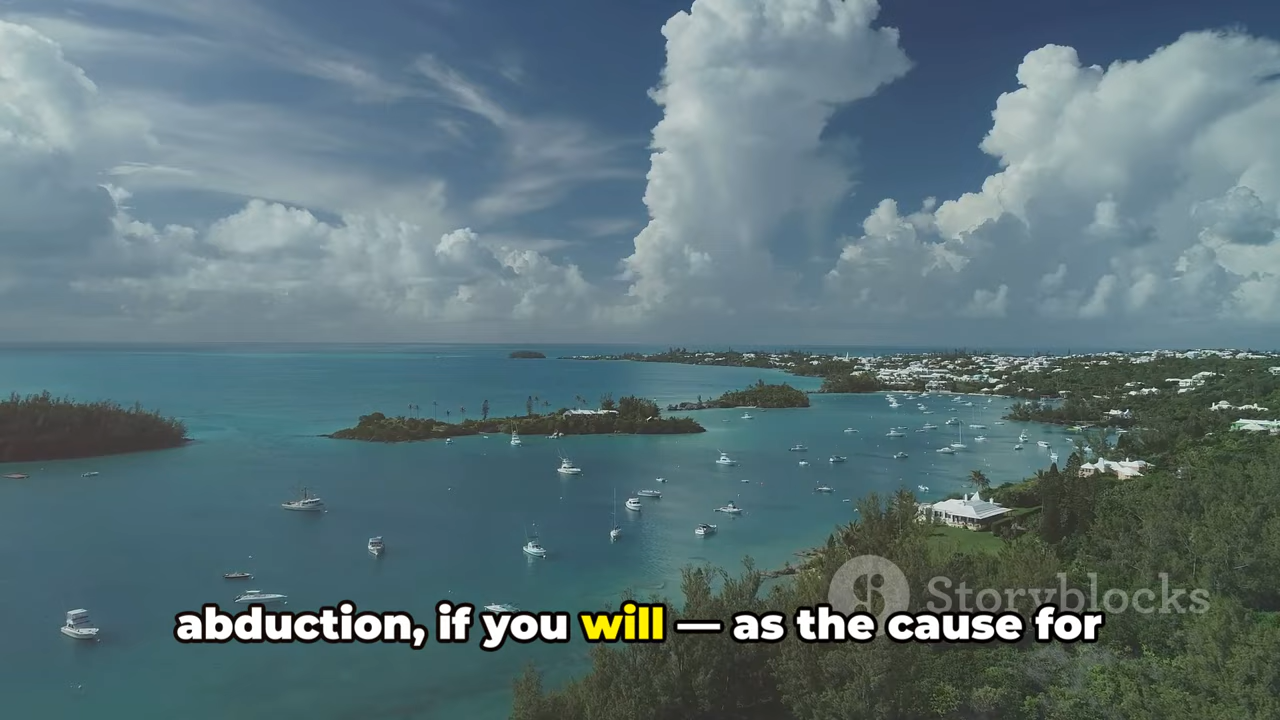 Storyblocks
abduction, if you will — as the cause for